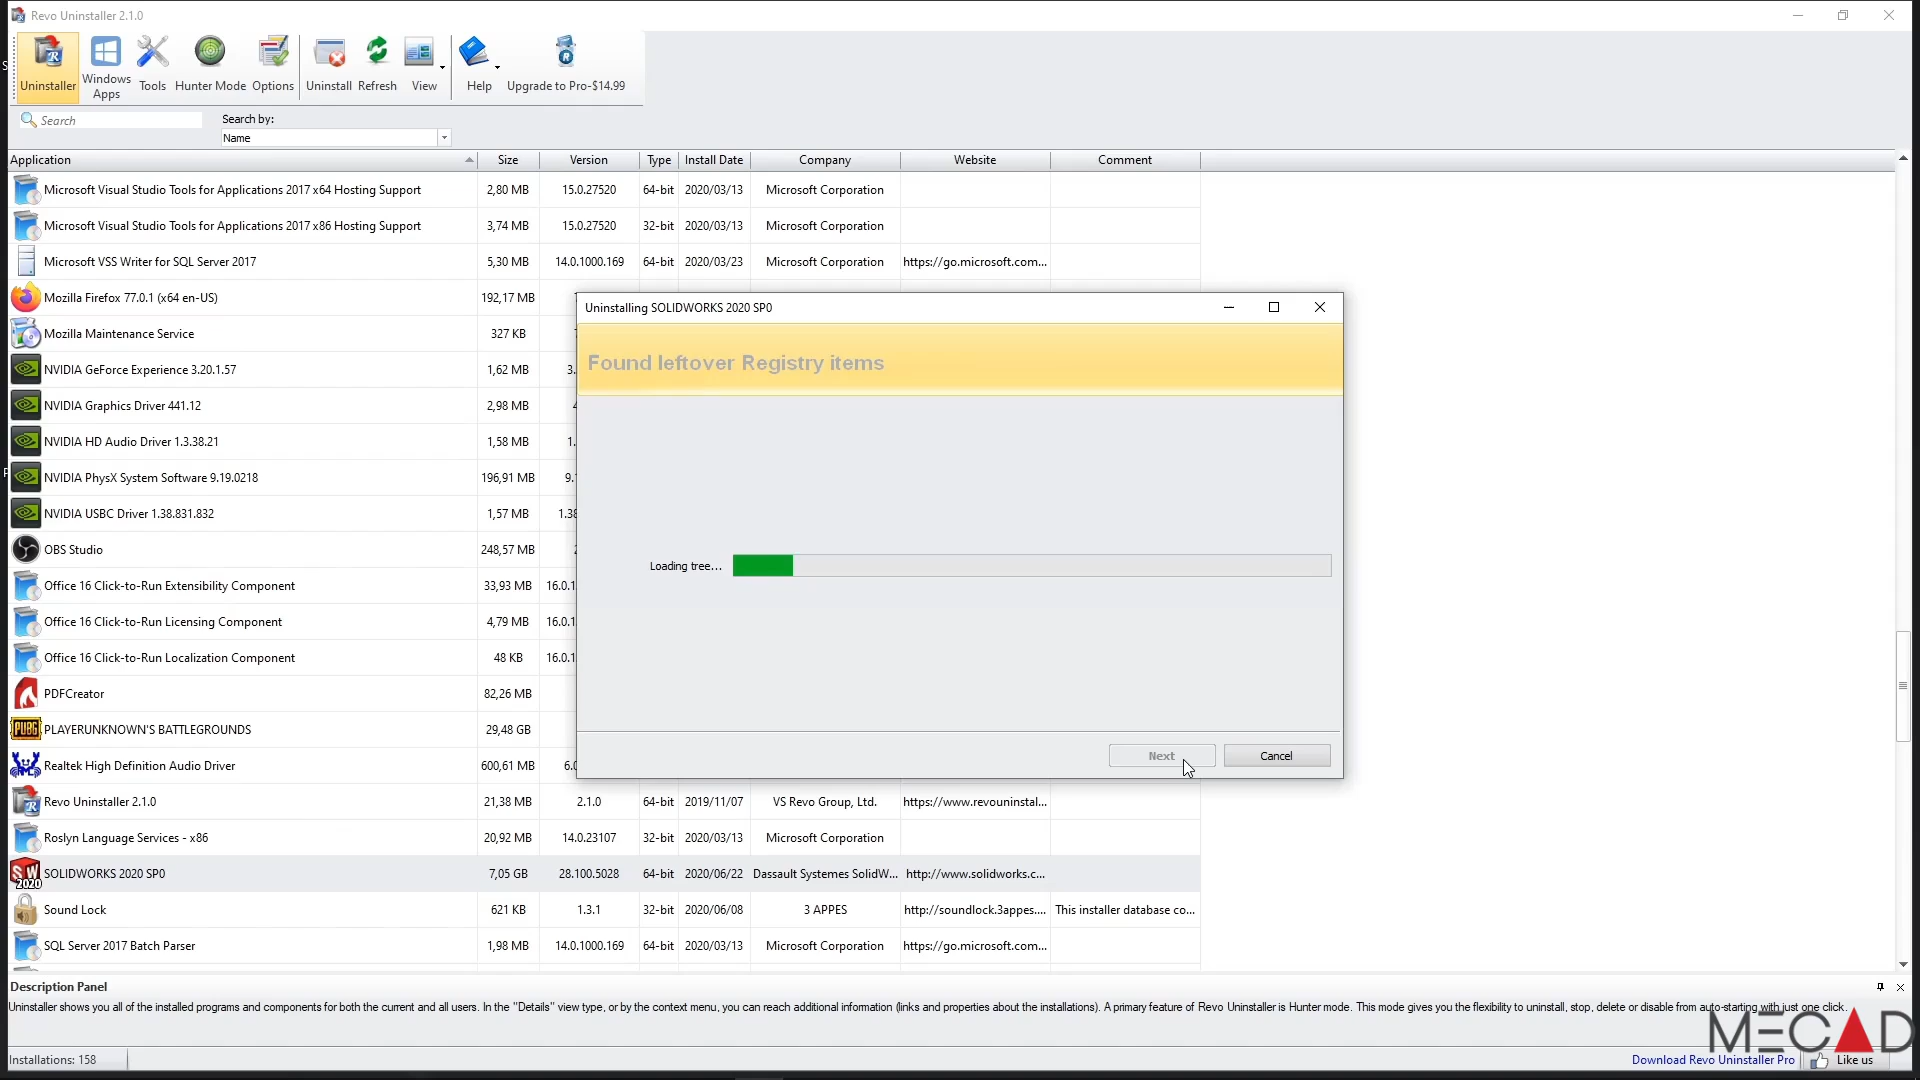 Revo Uninstaller 2.1.0
Uninstaller
Windows Apps
Tools
Hunter Mode
Options
Uninstall
Refresh
View
Help
Upgrade to Pro-$14.99
Search
Search by:
Name
Application Size Version Type Install Date Company Website Comment
Microsoft Visual Studio Tools for Applications 2017 x64 Hosting Support 2,80 MB 15.0.27520 64-bit 2020/03/13 Microsoft Corporation
Microsoft Visual Studio Tools for Applications 2017 x86 Hosting Support 3,74 MB 15.0.27520 32-bit 2020/03/13 Microsoft Corporation
Microsoft VSS Writer for SQL Server 2017 5,30 MB 14.0.1000.169 64-bit 2020/03/23 Microsoft Corporation https://go.microsoft.com...
Mozilla Firefox 77.0.1 (x64 en-US) 192,17 MB
Mozilla Maintenance Service 327 KB
NVIDIA GeForce Experience 3.20.1.57 1,62 MB 3.
NVIDIA Graphics Driver 441.12 2,98 MB
NVIDIA HD Audio Driver 1.3.38.21 1,58 MB 1.
NVIDIA PhysX System Software 9.19.0218 196,91 MB 9.
NVIDIA USBC Driver 1.38.831.832 1,57 MB 1.38
OBS Studio 248,57 MB
Office 16 Click-to-Run Extensibility Component 33,93 MB 16.0.1
Office 16 Click-to-Run Licensing Component 4,79 MB 16.0.1
Office 16 Click-to-Run Localization Component 48 KB 16.0.1
PDFCreator 82,26 MB
PUBG PLAYERUNKNOWN'S BATTLEGROUNDS 29,48 GB
Realtek High Definition Audio Driver 600,61 MB 6.0
Uninstalling SOLIDWORKS 2020 SP0
Found leftover Registry items
Loading tree...
Next
Cancel
Revo Uninstaller 2.1.0 21,38 MB 2.1.0 64-bit 2019/11/07 VS Revo Group, Ltd. https://www.revouninstal...
Roslyn Language Services - x86 20,92 MB 14.0.23107 32-bit 2020/03/13 Microsoft Corporation
SW 2020 SOLIDWORKS 2020 SP0 7,05 GB 28.100.5028 64-bit 2020/06/22 Dassault Systemes SolidW... http://www.solidworks.c...
Sound Lock 621 KB 1.3.1 32-bit 2020/06/08 3 APPES http://soundlock.3appes.... This installer database co...
SQL Server 2017 Batch Parser 1,98 MB 14.0.1000.169 64-bit 2020/03/13 Microsoft Corporation https://go.microsoft.com...
Description Panel
Uninstaller shows you all of the installed programs and components for both the current and all users. In the "Details" view type, or by the context menu, you can reach additional information (links and properties about the installations). A primary feature of Revo Uninstaller is Hunter mode. This mode gives you the flexibility to uninstall, stop, delete or disable from auto-starting with just one click.
MECAD
Installations: 158
Download Revo Uninstaller Pro
Like us